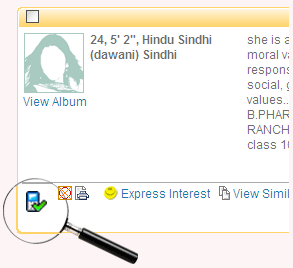 24, 5' 2", Hindu Sindhi
(dawani) Sindhi
View Album
she is a
moral va
respons
social, g
values..
B.PHAR
RANCH
class 10
Express Interest
View Simil